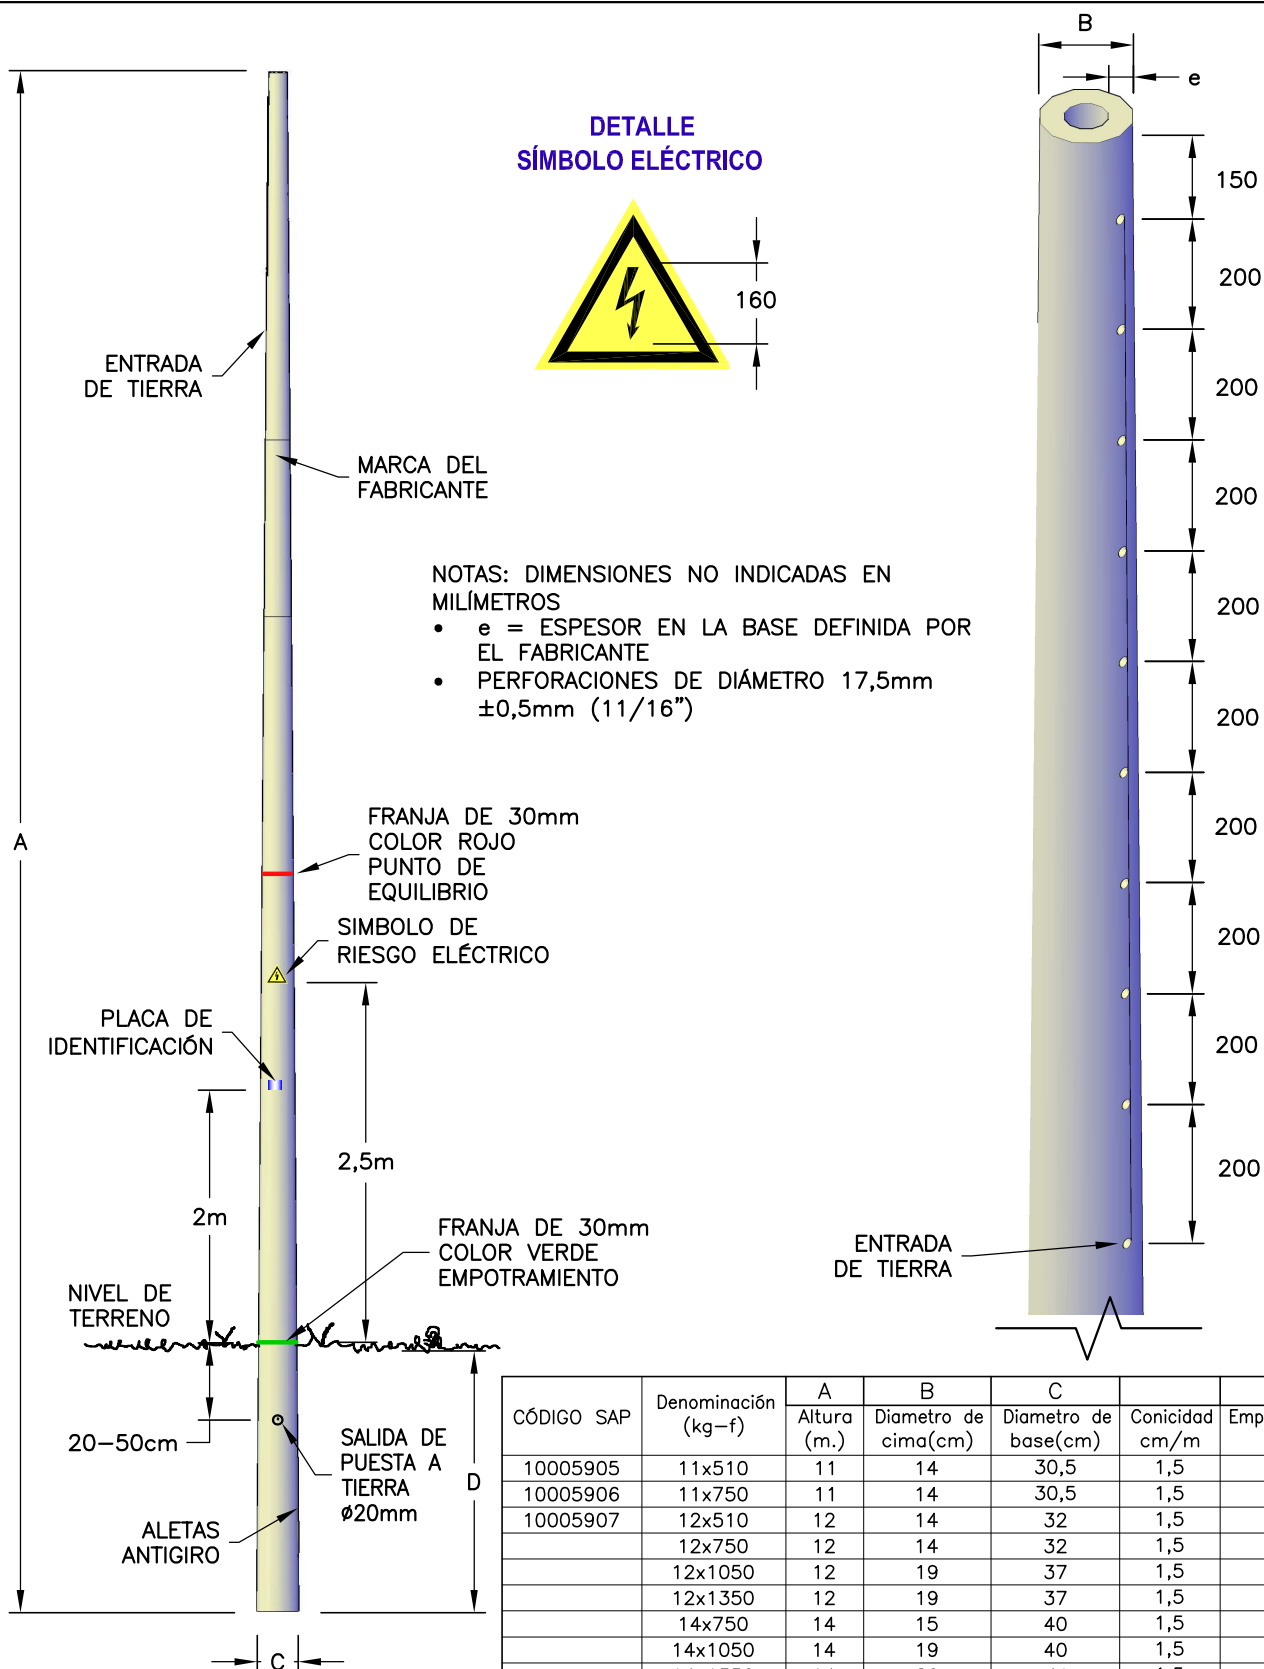 B
e
DETALLE
SÍMBOLO ELÉCTRICO
160
150
200
200
200
200
200
200
200
200
200
ENTRADA
DE TIERRA
MARCA DEL
FABRICANTE
NOTAS: DIMENSIONES NO INDICADAS EN
MILÍMETROS
• e = ESPESOR EN LA BASE DEFINIDA POR
EL FABRICANTE
• PERFORACIONES DE DIÁMETRO 17,5mm
±0,5mm (11/16”)
A
FRANJA DE 30mm
COLOR ROJO
PUNTO DE
EQUILIBRIO
SIMBOLO DE
RIESGO ELÉCTRICO
PLACA DE
IDENTIFICACIÓN
2,5m
2m
FRANJA DE 30mm
COLOR VERDE
EMPOTRAMIENTO
ENTRADA
DE TIERRA
NIVEL DE
TERRENO
20-50cm
SALIDA DE
PUESTA A
TIERRA
ø20mm
D
ALETAS
ANTIGIRO
C
CÓDIGO SAP Denominación (kg-f) A Altura (m.) B Diametro de cima(cm) C Diametro de base(cm) Conicidad cm/m Emp
10005905 11x510 11 14 30,5 1,5
10005906 11x750 11 14 30,5 1,5
10005907 12x510 12 14 32 1,5
12x750 12 14 32 1,5
12x1050 12 19 37 1,5
12x1350 12 19 37 1,5
14x750 14 15 40 1,5
14x1050 14 19 40 1,5